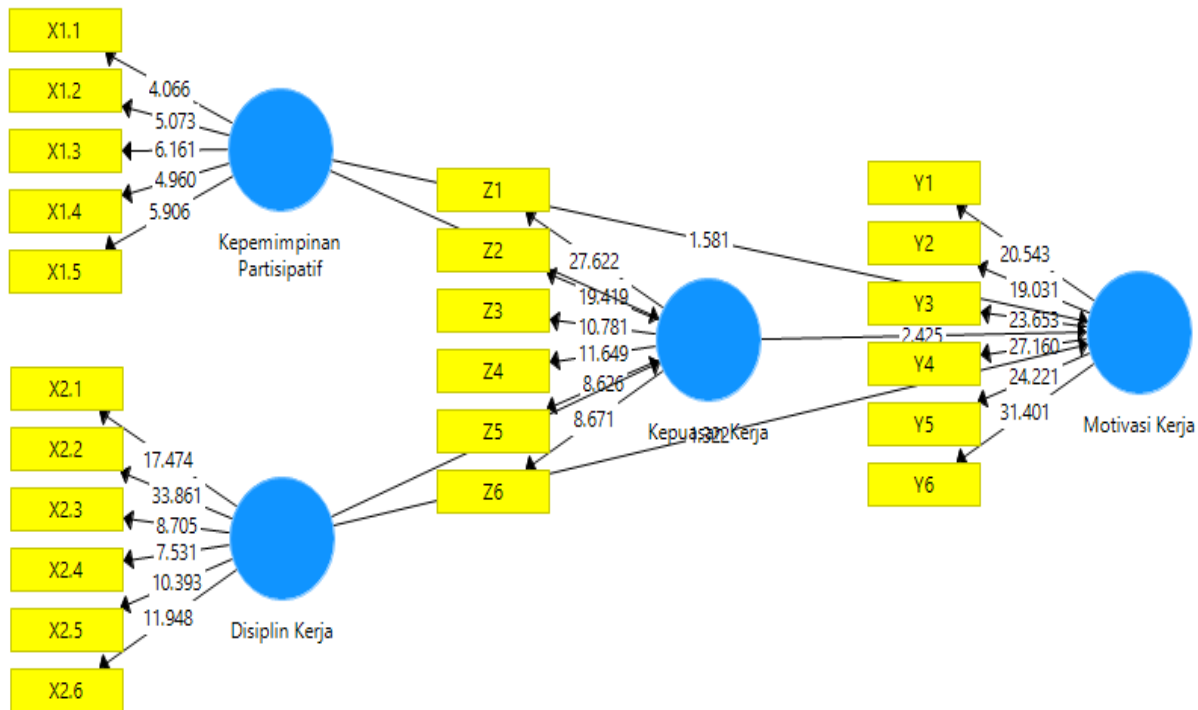 X1.1
X1.2
X1.3
X1.4
X1.5
4.066
5.073
6.161
4.960
5.906
Kepemimpinan
Partisipatif
X2.1
X2.2
X2.3
X2.4
X2.5
X2.6
17.474
33.861
8.705
7.531
10.393
11.948
Disiplin Kerja
Z1
Z2
Z3
Z4
Z5
Z6
27.622
19.419
10.781
11.649
8.626
8.671
Kepuasan Kerja
1.581
2.425
1.322
Y1
Y2
Y3
Y4
Y5
Y6
20.543
19.031
23.653
27.160
24.221
31.401
Motivasi Kerja